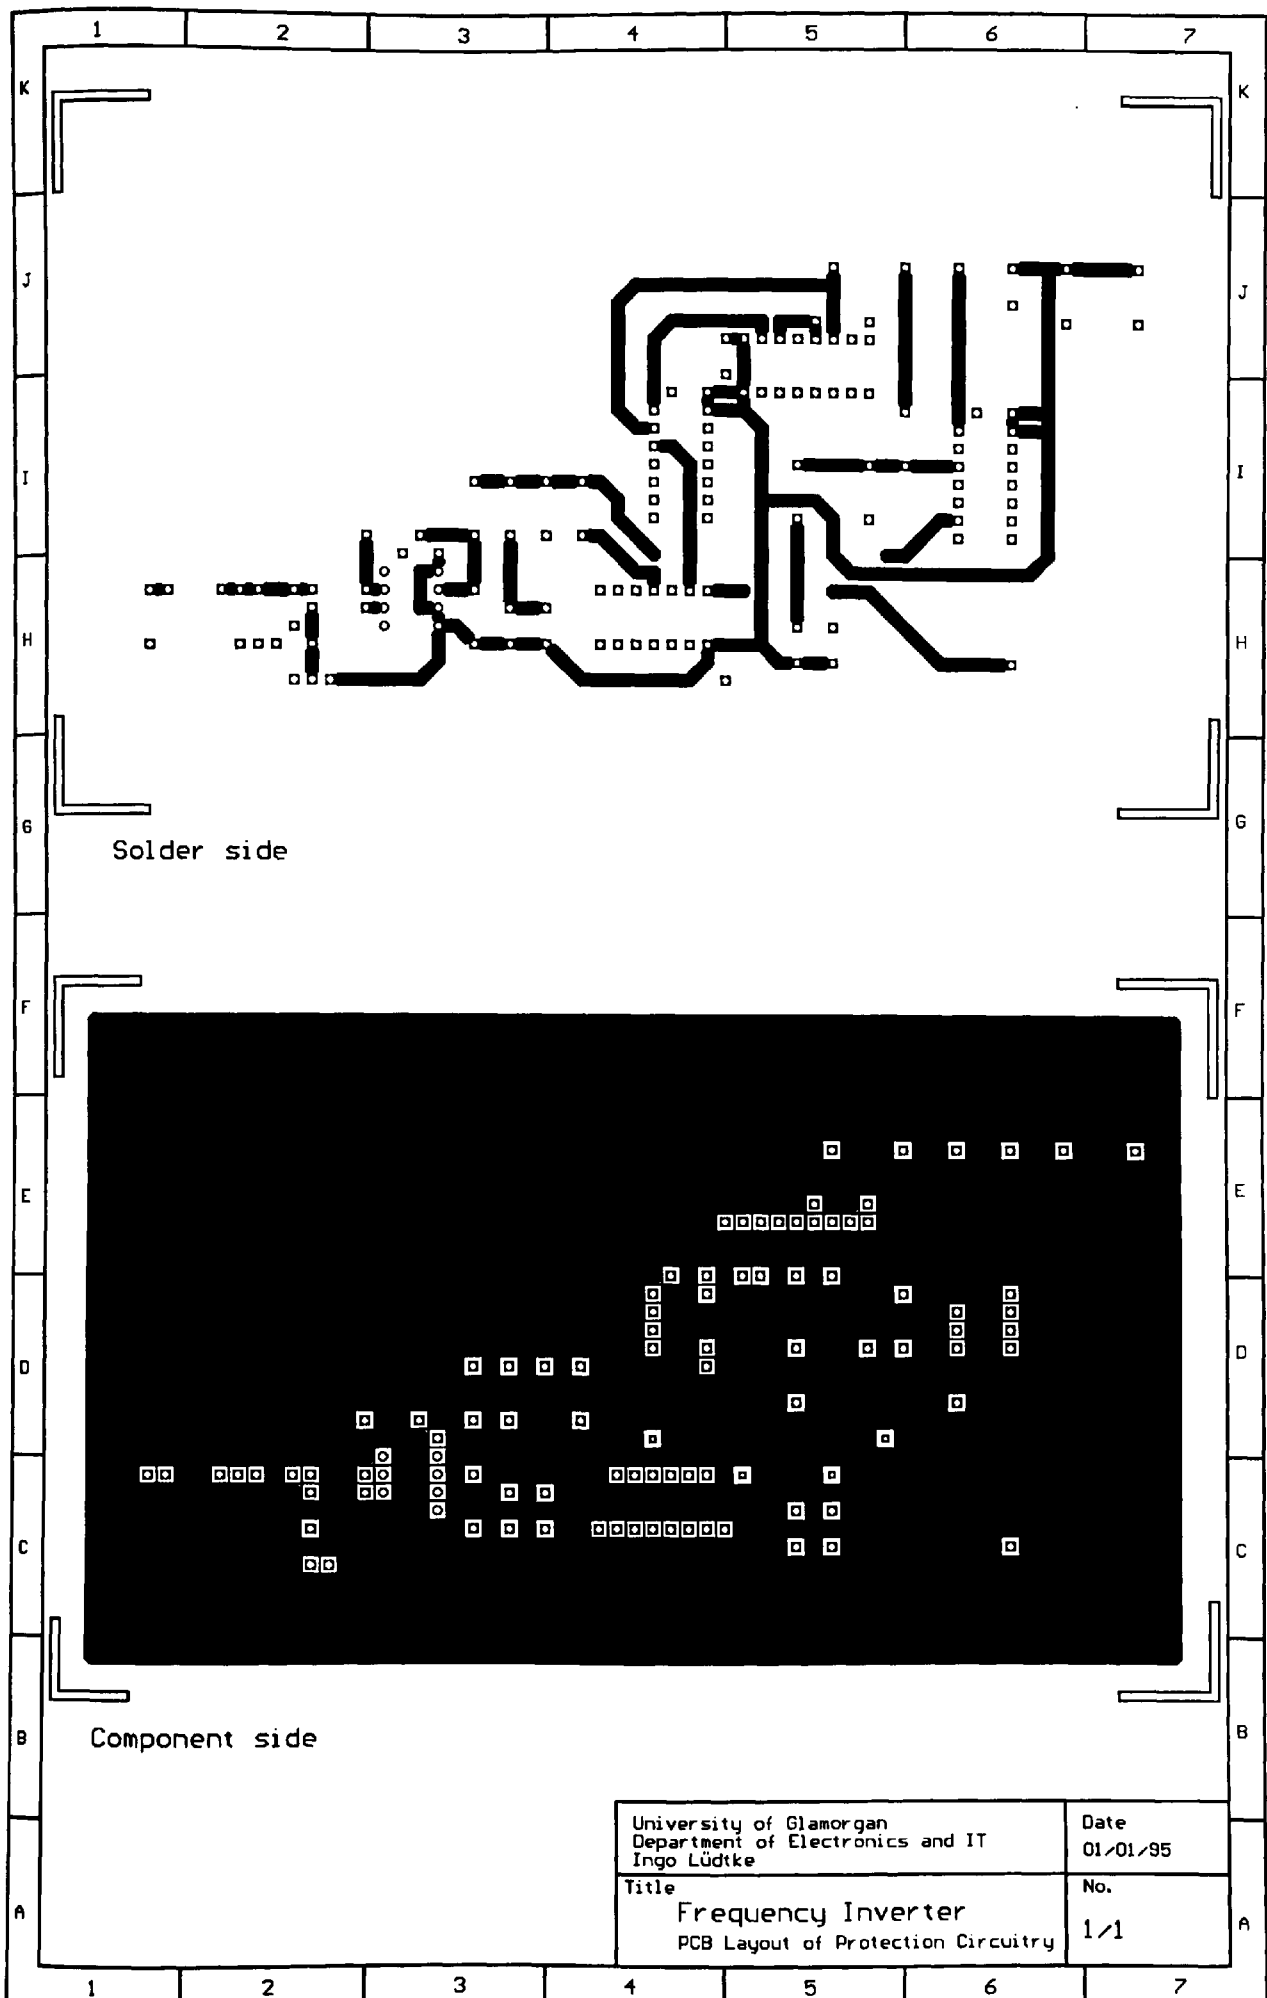 1 2 3 4 5 6 7
K K
J J
I I
H H
G G
Solder side
F F
E E
D D
C C
B B
Component side
University of Glamorgan
Department of Electronics and IT
Ingo Lüdtke
Date
01/01/95
Title
Frequency Inverter
PCB Layout of Protection Circuitry
No.
1/1
A A
1 2 3 4 5 6 7